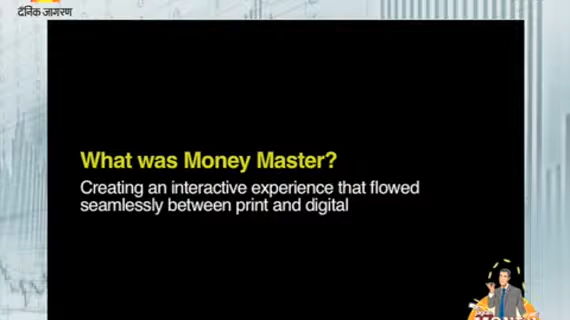 दैनिक जागरण
What was Money Master?
Creating an interactive experience that flowed
seamlessly between print and digital